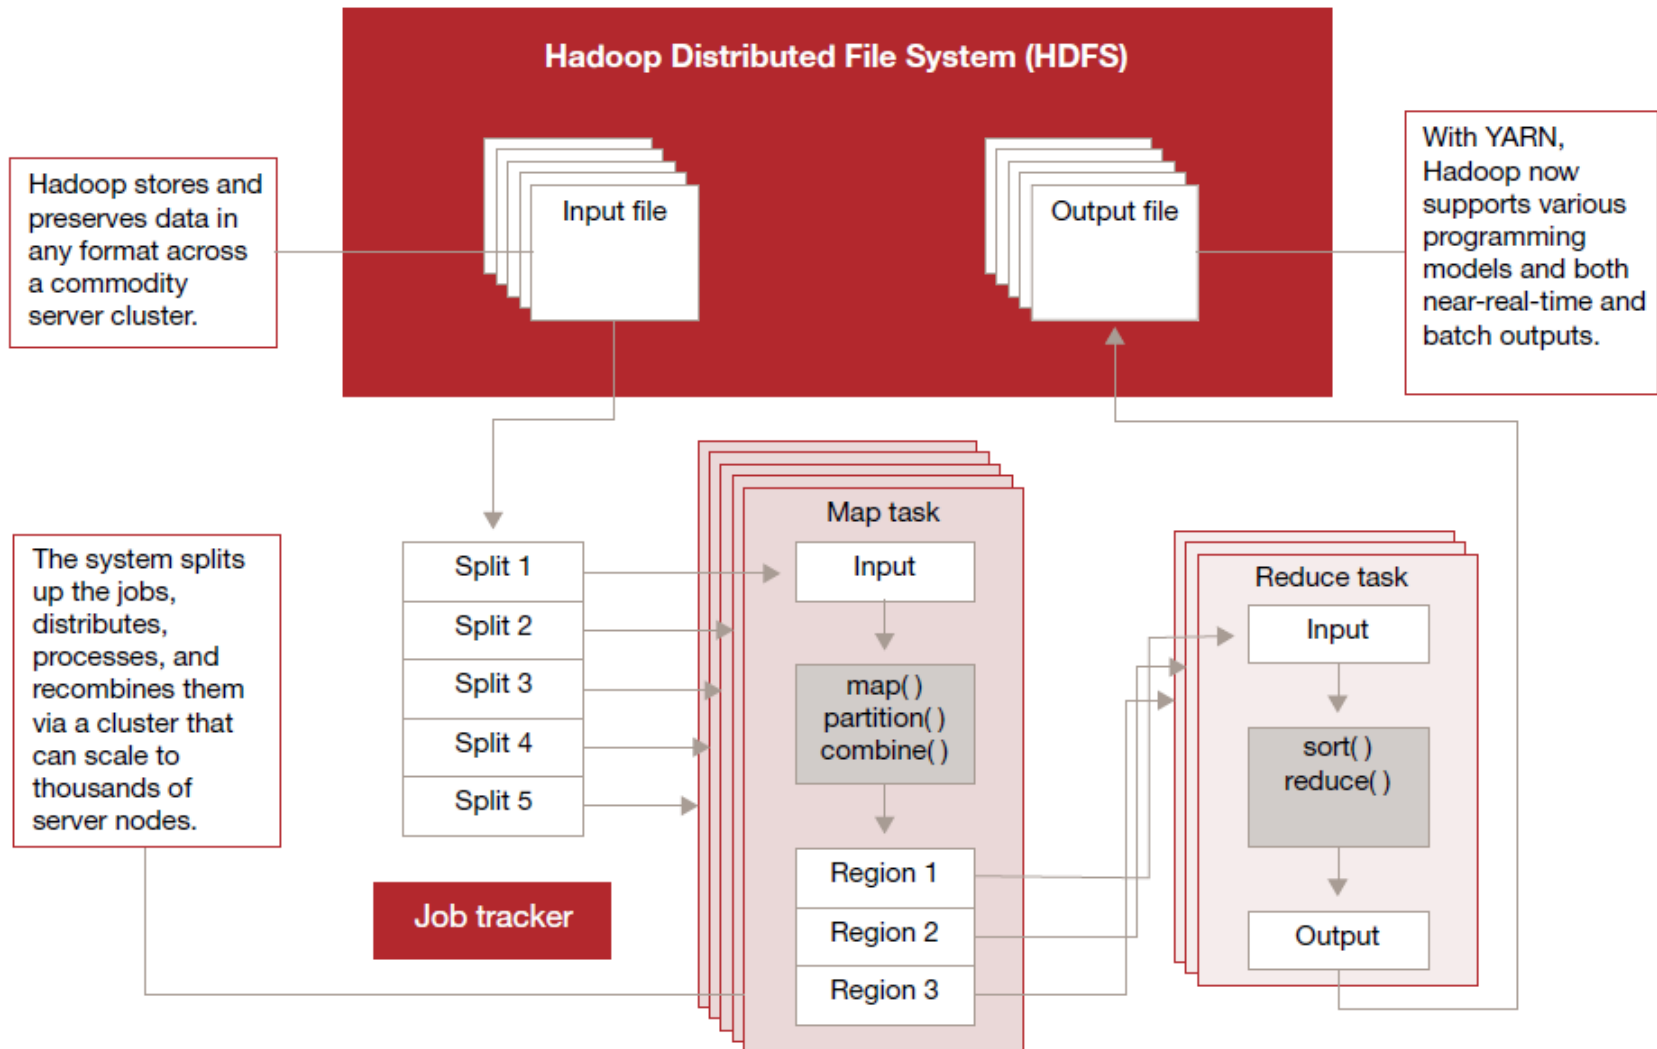 Hadoop Distributed File System (HDFS)
Hadoop stores and
preserves data in
any format across
a commodity
server cluster.
Input file
Output file
With YARN,
Hadoop now
supports various
programming
models and both
near-real-time and
batch outputs.
The system splits
up the jobs,
distributes,
processes, and
recombines them
via a cluster that
can scale to
thousands of
server nodes.
Split 1
Split 2
Split 3
Split 4
Split 5
Job tracker
Map task
Input
map( )
partition( )
combine( )
Region 1
Region 2
Region 3
Reduce task
Input
sort( )
reduce( )
Output